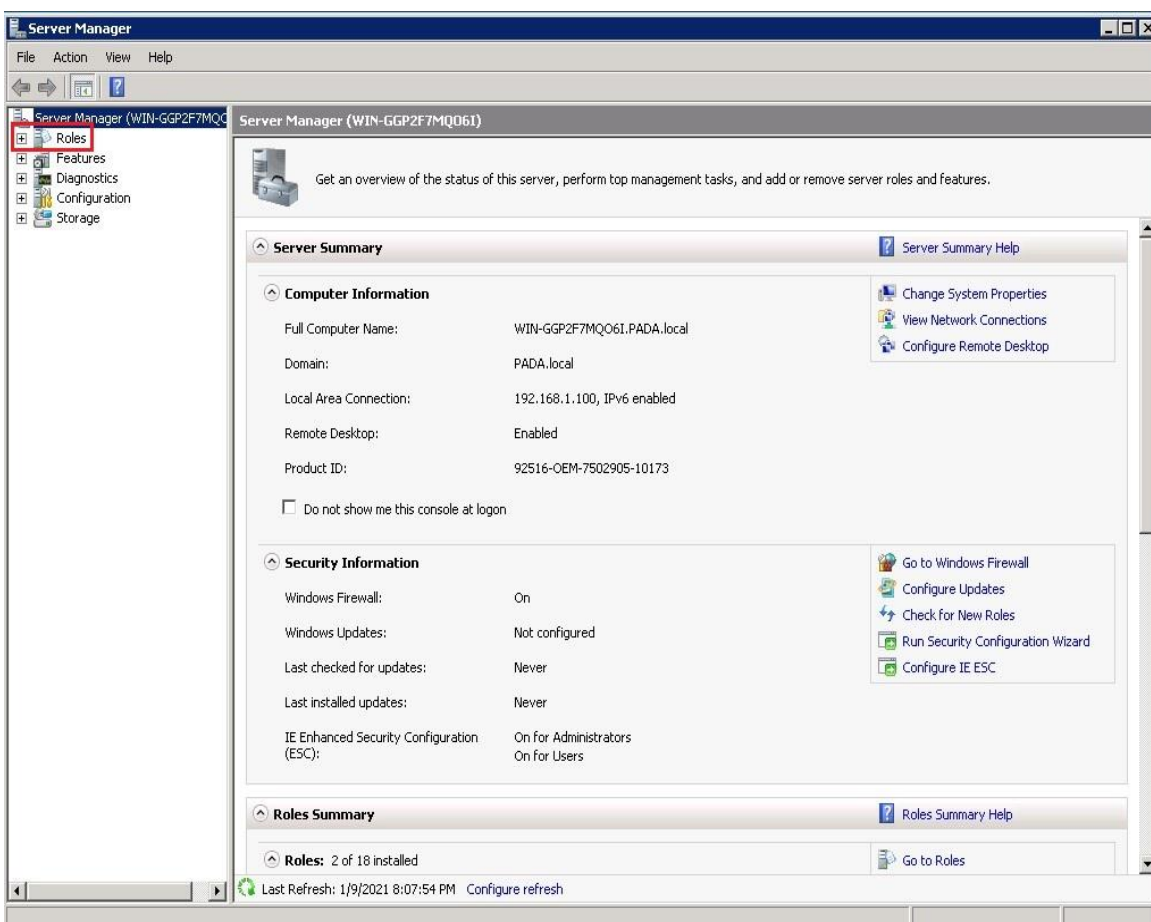 Server Manager
File Action View Help
Server Manager (WIN-GGP2F7MQO
Roles
Features
Diagnostics
Configuration
Storage
Server Manager (WIN-GGP2F7MQO6I)
Get an overview of the status of this server, perform top management tasks, and add or remove server roles and features.
Server Summary
Server Summary Help
Computer Information
Full Computer Name: WIN-GGP2F7MQO6I.PADA.local
Domain: PADA.local
Local Area Connection: 192.168.1.100, IPv6 enabled
Remote Desktop: Enabled
Product ID: 92516-OEM-7502905-10173
Do not show me this console at logon
Change System Properties
View Network Connections
Configure Remote Desktop
Security Information
Windows Firewall: On
Windows Updates: Not configured
Last checked for updates: Never
Last installed updates: Never
IE Enhanced Security Configuration On for Administrators
(ESC): On for Users
Go to Windows Firewall
Configure Updates
Check for New Roles
Run Security Configuration Wizard
Configure IE ESC
Roles Summary
Roles Summary Help
Roles: 2 of 18 installed
Go to Roles
Last Refresh: 1/9/2021 8:07:54 PM Configure refresh